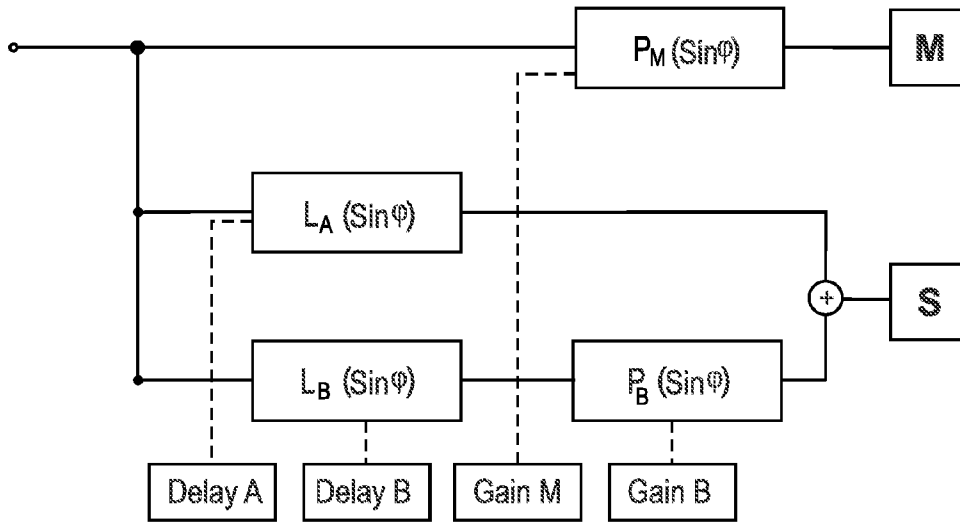 P_M (Sinφ)
M
L_A (Sinφ)
+
S
L_B (Sinφ)
P_B (Sinφ)
Delay A
Delay B
Gain M
Gain B